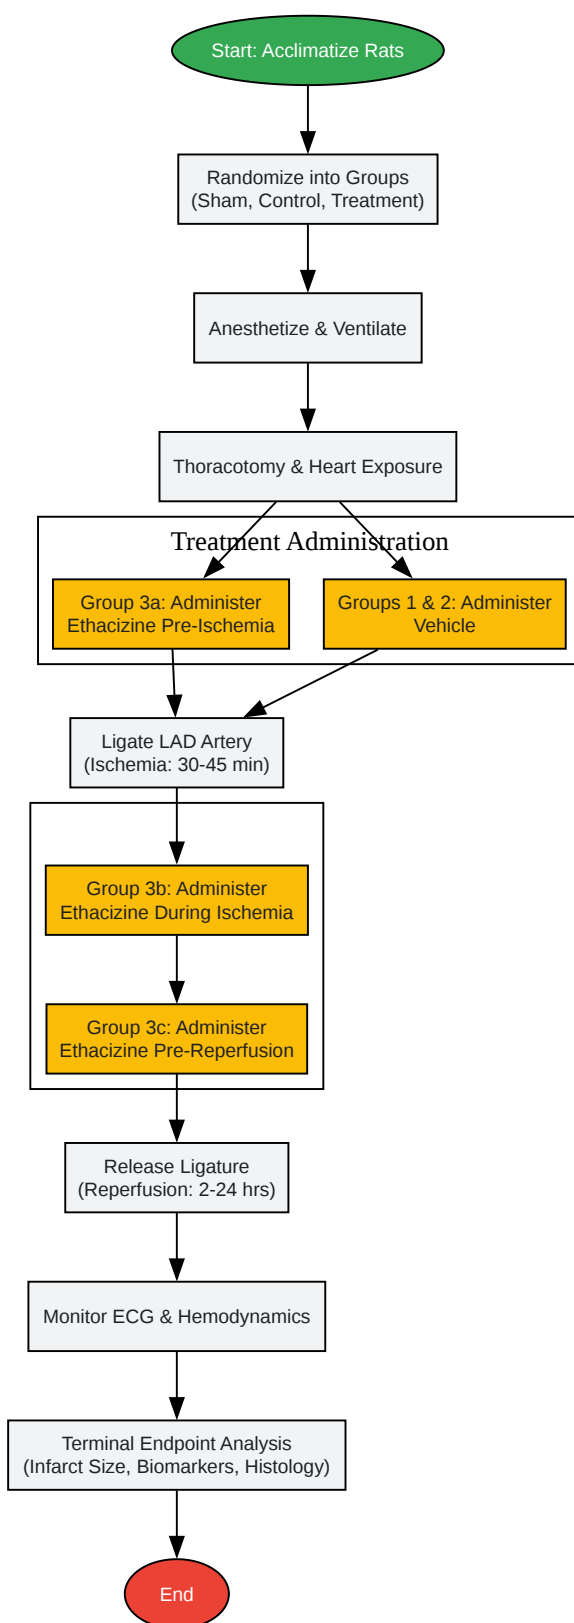 Start: Acclimatize Rats
Randomize into Groups
(Sham, Control, Treatment)
Anesthetize & Ventilate
Thoracotomy & Heart Exposure
Treatment Administration
Group 3a: Administer
Ethacizine Pre-Ischemia
Groups 1 & 2: Administer
Vehicle
Ligate LAD Artery
(Ischemia: 30-45 min)
Group 3b: Administer
Ethacizine During Ischemia
Group 3c: Administer
Ethacizine Pre-Reperfusion
Release Ligature
(Reperfusion: 2-24 hrs)
Monitor ECG & Hemodynamics
Terminal Endpoint Analysis
(Infarct Size, Biomarkers, Histology)
End